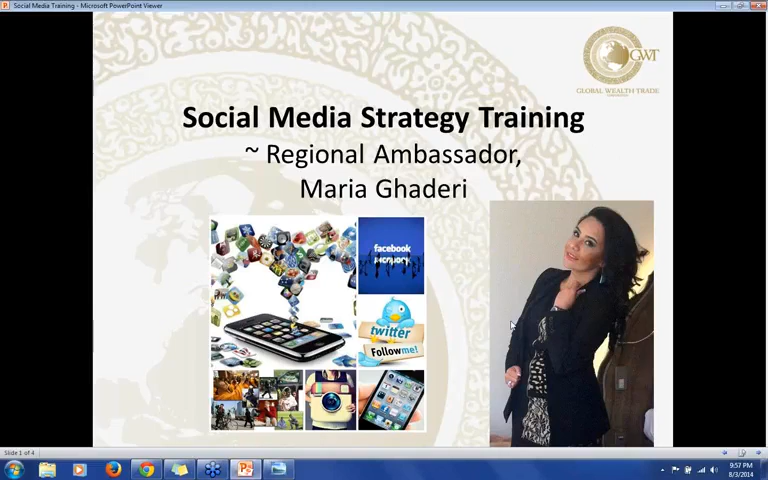 Social Media Training - Microsoft PowerPoint Viewer
GWT
GLOBAL WEALTH TRADE
CORPORATION
Social Media Strategy Training
~ Regional Ambassador,
Maria Ghaderi
facebook
twitter
Follow me!
Slide 1 of 4
9:57 PM
8/3/2014